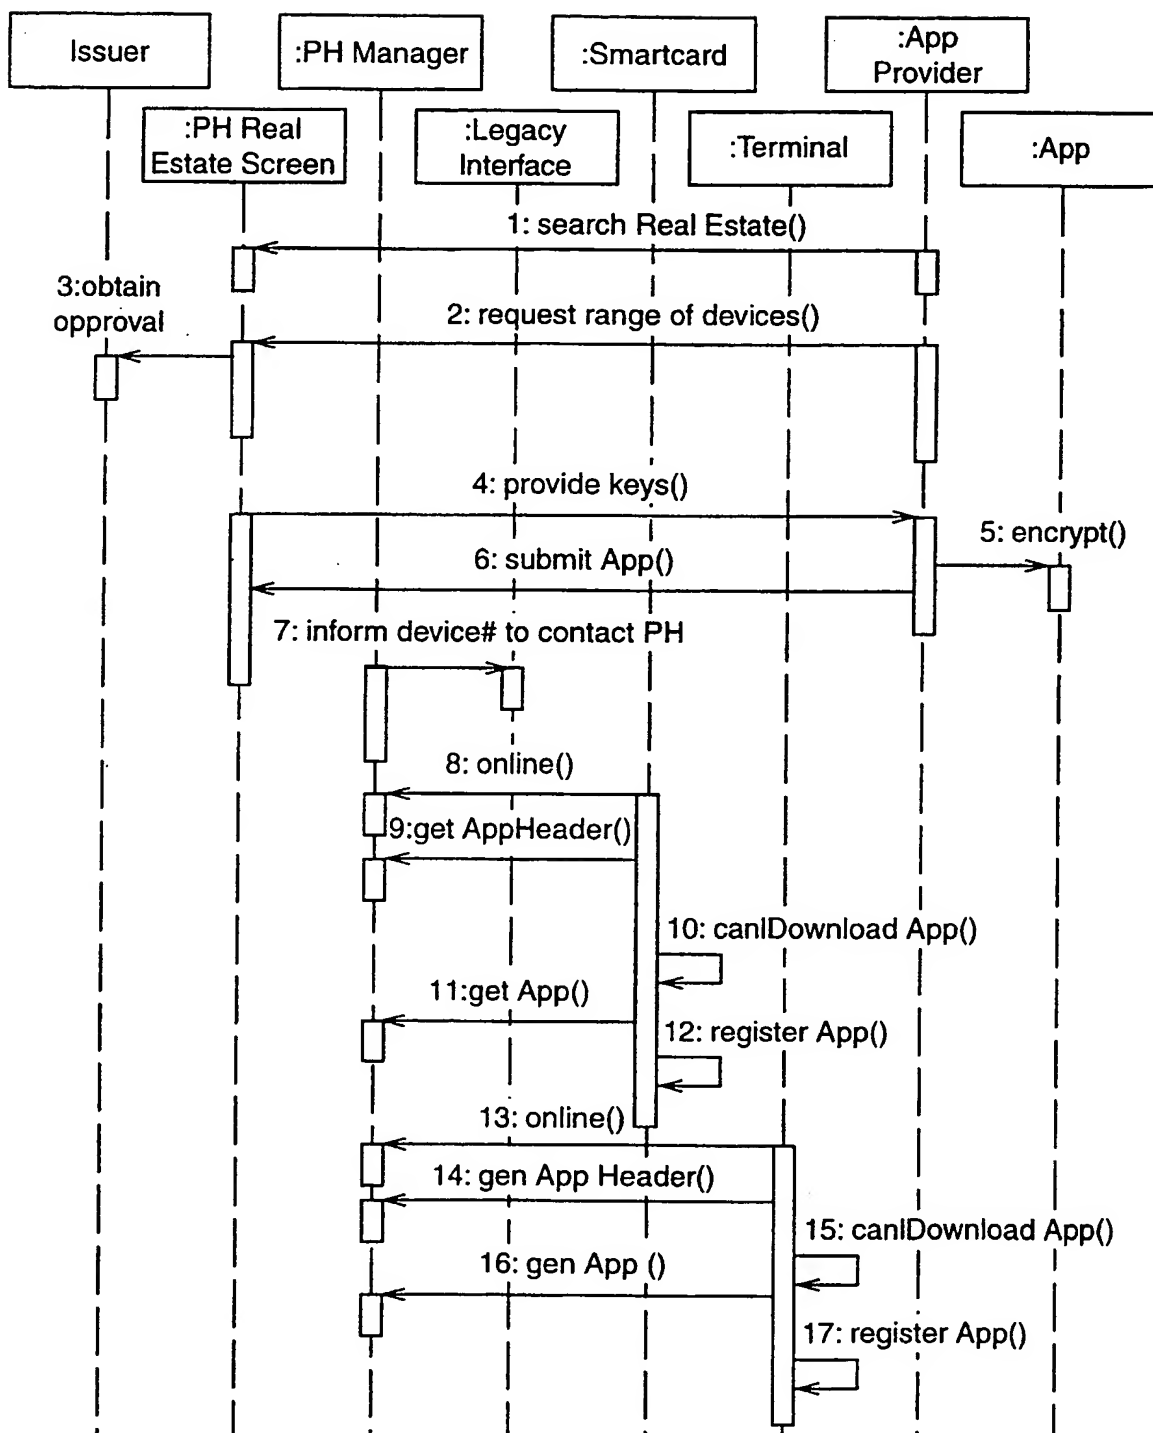 Issuer
:PH Manager
:Smartcard
:App
Provider
:PH Real
Estate Screen
:Legacy
Interface
:Terminal
:App
1: search Real Estate()
3:obtain
opproval
2: request range of devices()
4: provide keys()
5: encrypt()
6: submit App()
7: inform device# to contact PH
8: online()
9:get AppHeader()
10: canIDownload App()
11:get App()
12: register App()
13: online()
14: gen App Header()
15: canIDownload App()
16: gen App ()
17: register App()